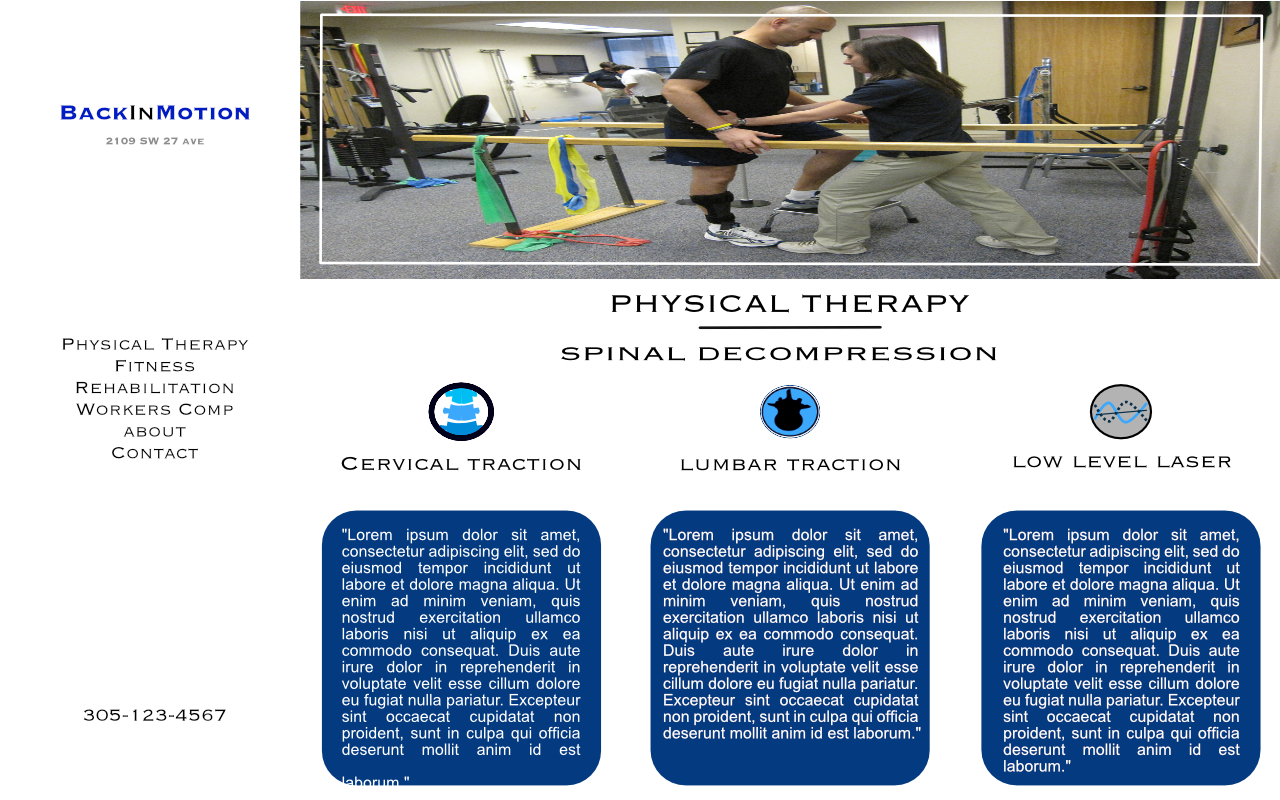 BACKINMOTION
2109 SW 27 AVE
PHYSICAL THERAPY
FITNESS
REHABILITATION
WORKERS COMP
ABOUT
CONTACT
305-123-4567
PHYSICAL THERAPY
SPINAL DECOMPRESSION
CERVICAL TRACTION
"Lorem ipsum dolor sit amet,
consectetur adipiscing elit, sed do
eiusmod tempor incididunt ut
labore et dolore magna aliqua. Ut
enim ad minim veniam, quis
nostrud exercitation ullamco
laboris nisi ut aliquip ex ea
commodo consequat. Duis aute
irure dolor in reprehenderit in
voluptate velit esse cillum dolore
eu fugiat nulla pariatur. Excepteur
sint occaecat cupidatat non
proident, sunt in culpa qui officia
deserunt mollit anim id est
laborum."
LUMBAR TRACTION
"Lorem ipsum dolor sit amet,
consectetur adipiscing elit, sed do
eiusmod tempor incididunt ut labore
et dolore magna aliqua. Ut enim ad
minim veniam, quis nostrud
exercitation ullamco laboris nisi ut
aliquip ex ea commodo consequat.
Duis aute irure dolor in
reprehenderit in voluptate velit esse
cillum dolore eu fugiat nulla pariatur.
Excepteur sint occaecat cupidatat
non proident, sunt in culpa qui officia
deserunt mollit anim id est laborum."
LOW LEVEL LASER
"Lorem ipsum dolor sit amet,
consectetur adipiscing elit, sed do
eiusmod tempor incididunt ut
labore et dolore magna aliqua. Ut
enim ad minim veniam, quis
nostrud exercitation ullamco
laboris nisi ut aliquip ex ea
commodo consequat. Duis aute
irure dolor in reprehenderit in
voluptate velit esse cillum dolore
eu fugiat nulla pariatur. Excepteur
sint occaecat cupidatat non
proident, sunt in culpa qui officia
deserunt mollit anim id est
laborum."